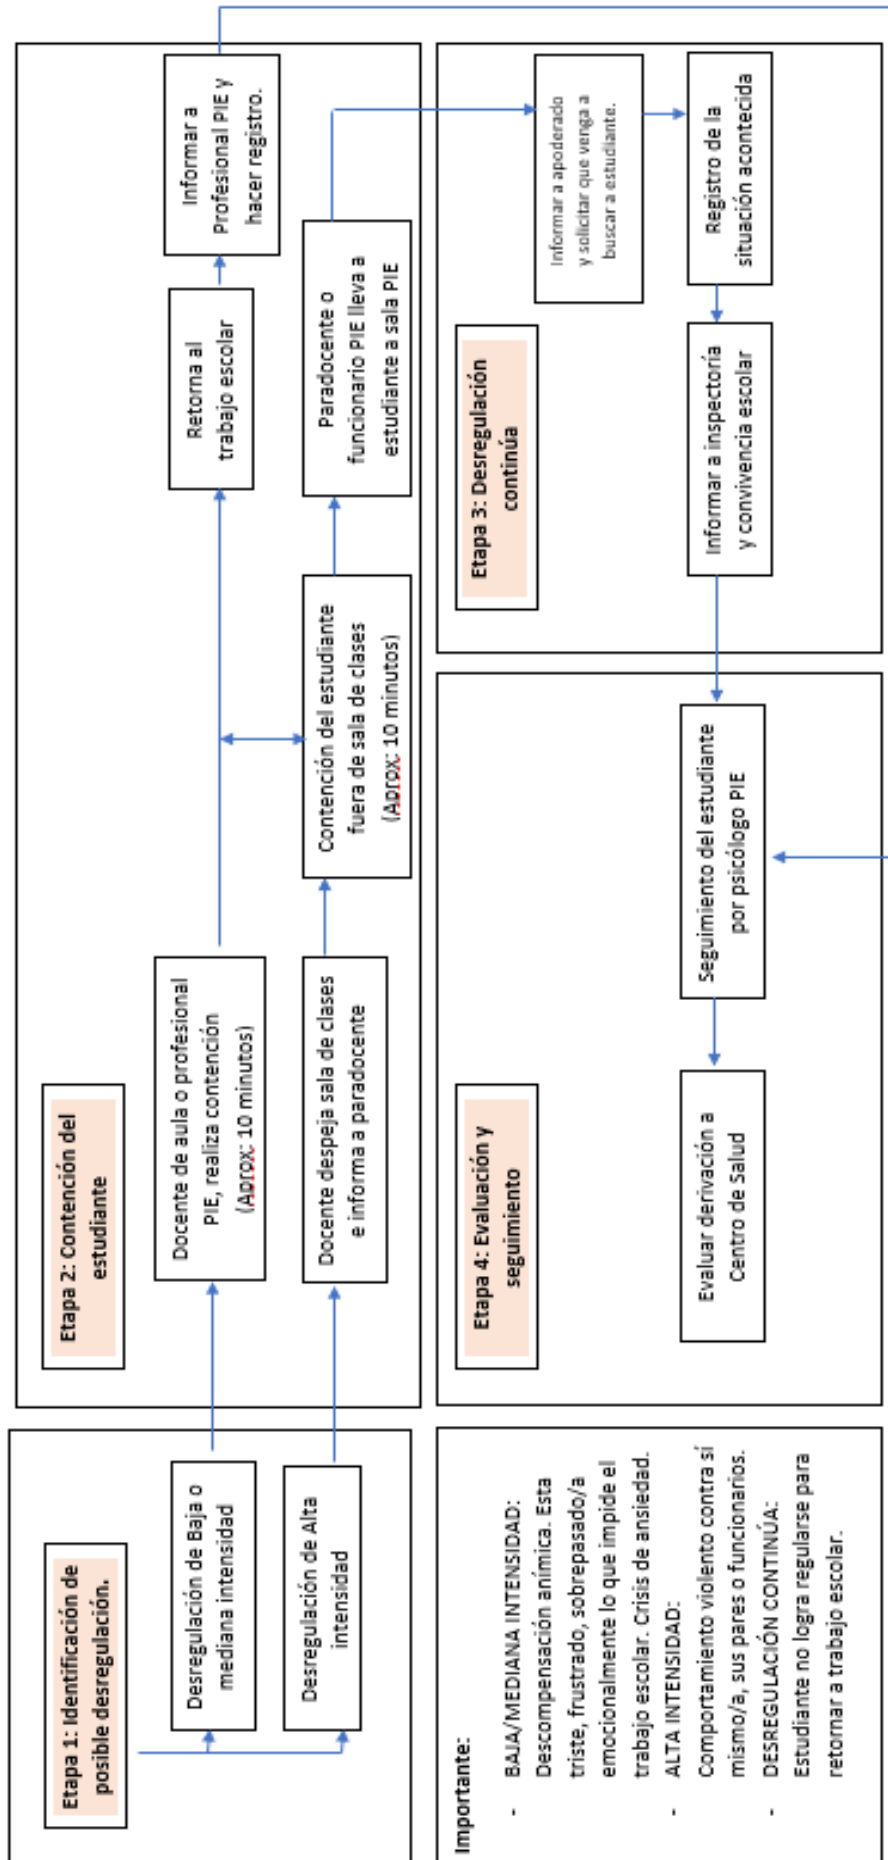 Etapa 1: Identificación de
posible desregulación.
Desregulación de Baja o
mediana intensidad
Desregulación de Alta
intensidad
Etapa 2: Contención del
estudiante
Docente de aula o profesional
PIE, realiza contención
(Aprox: 10 minutos)
Retorna al
trabajo escolar
Informar a
Profesional PIE y
hacer registro.
Docente despeja sala de clases
e informa a paradocente
Contención del estudiante
fuera de sala de clases
(Aprox: 10 minutos)
Paradocente o
funcionario PIE lleva a
estudiante a sala PIE
Importante:
- BAJA/MEDIANA INTENSIDAD:
Descompensación anímica. Esta
triste, frustrado, sobrepasado/a
emocionalmente lo que impide el
trabajo escolar. Crisis de ansiedad.
- ALTA INTENSIDAD:
Comportamiento violento contra sí
mismo/a, sus pares o funcionarios.
- DESREGULACIÓN CONTINÚA:
Estudiante no logra regularse para
retornar a trabajo escolar.
Etapa 4: Evaluación y
seguimiento
Evaluar derivación a
Centro de Salud
Seguimiento del estudiante
por psicólogo PIE
Etapa 3: Desregulación
continúa
Informar a apoderado
y solicitar que venga a
buscar a estudiante.
Informar a inspectoría
y convivencia escolar
Registro de la
situación acontecida